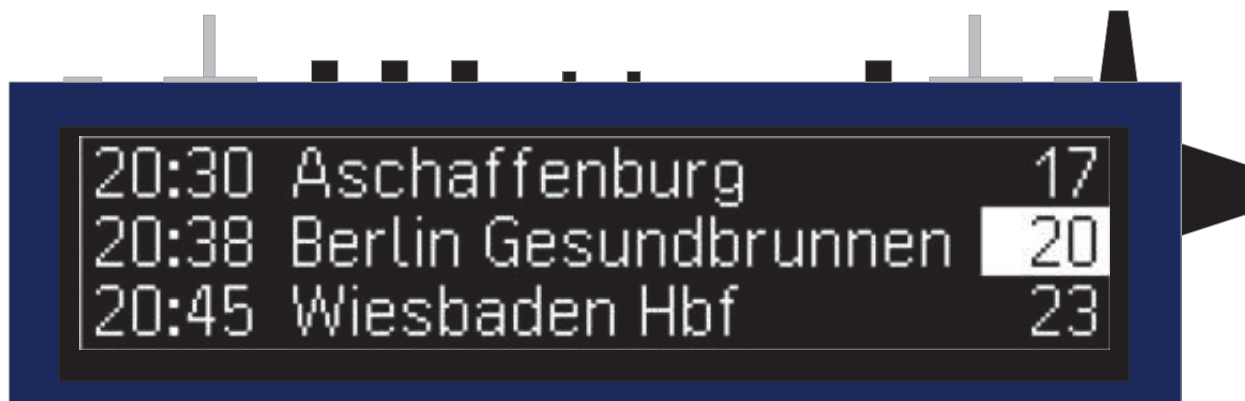 20:30 Aschaffenburg 17
20:38 Berlin Gesundbrunnen 20
20:45 Wiesbaden Hbf 23